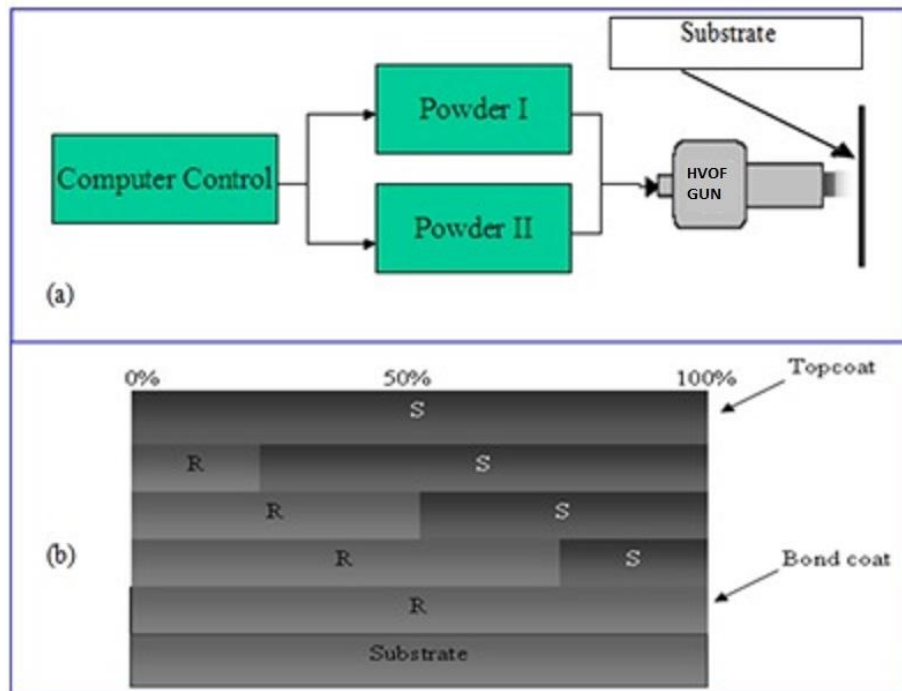 Substrate
Powder I
Computer Control
HVOF
GUN
Powder II
(a)
0% 50% 100%
Topcoat
S
R S
R S
(b)
R S
Bond coat
R
Substrate